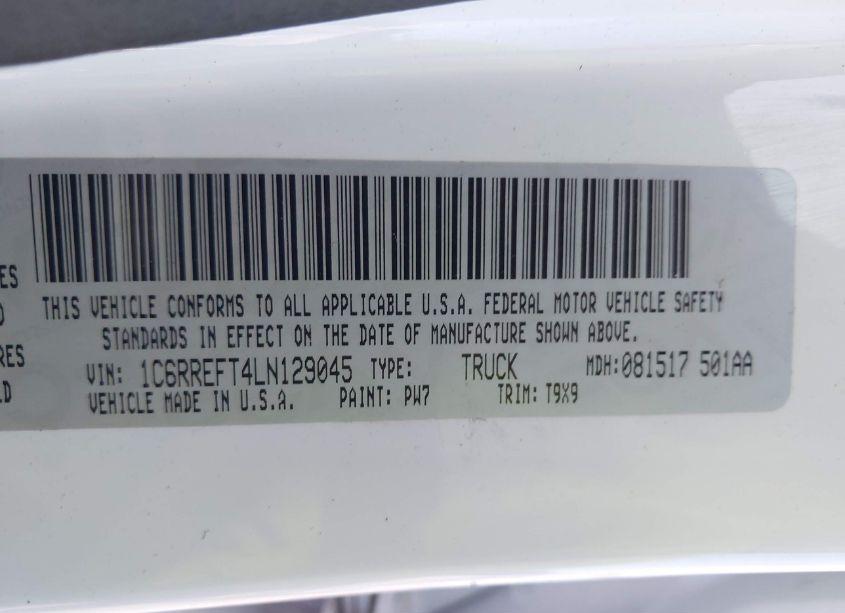 ES
THIS VEHICLE CONFORMS TO ALL APPLICABLE U.S.A. FEDERAL MOTOR VEHICLE SAFETY
STANDARDS IN EFFECT ON THE DATE OF MANUFACTURE SHOWN ABOVE.
RES
VIN: 1C6RREFT4LN129045 TYPE: TRUCK MDH:081517 501AA
LD
VEHICLE MADE IN U.S.A. PAINT: PW7 TRIM: T9X9